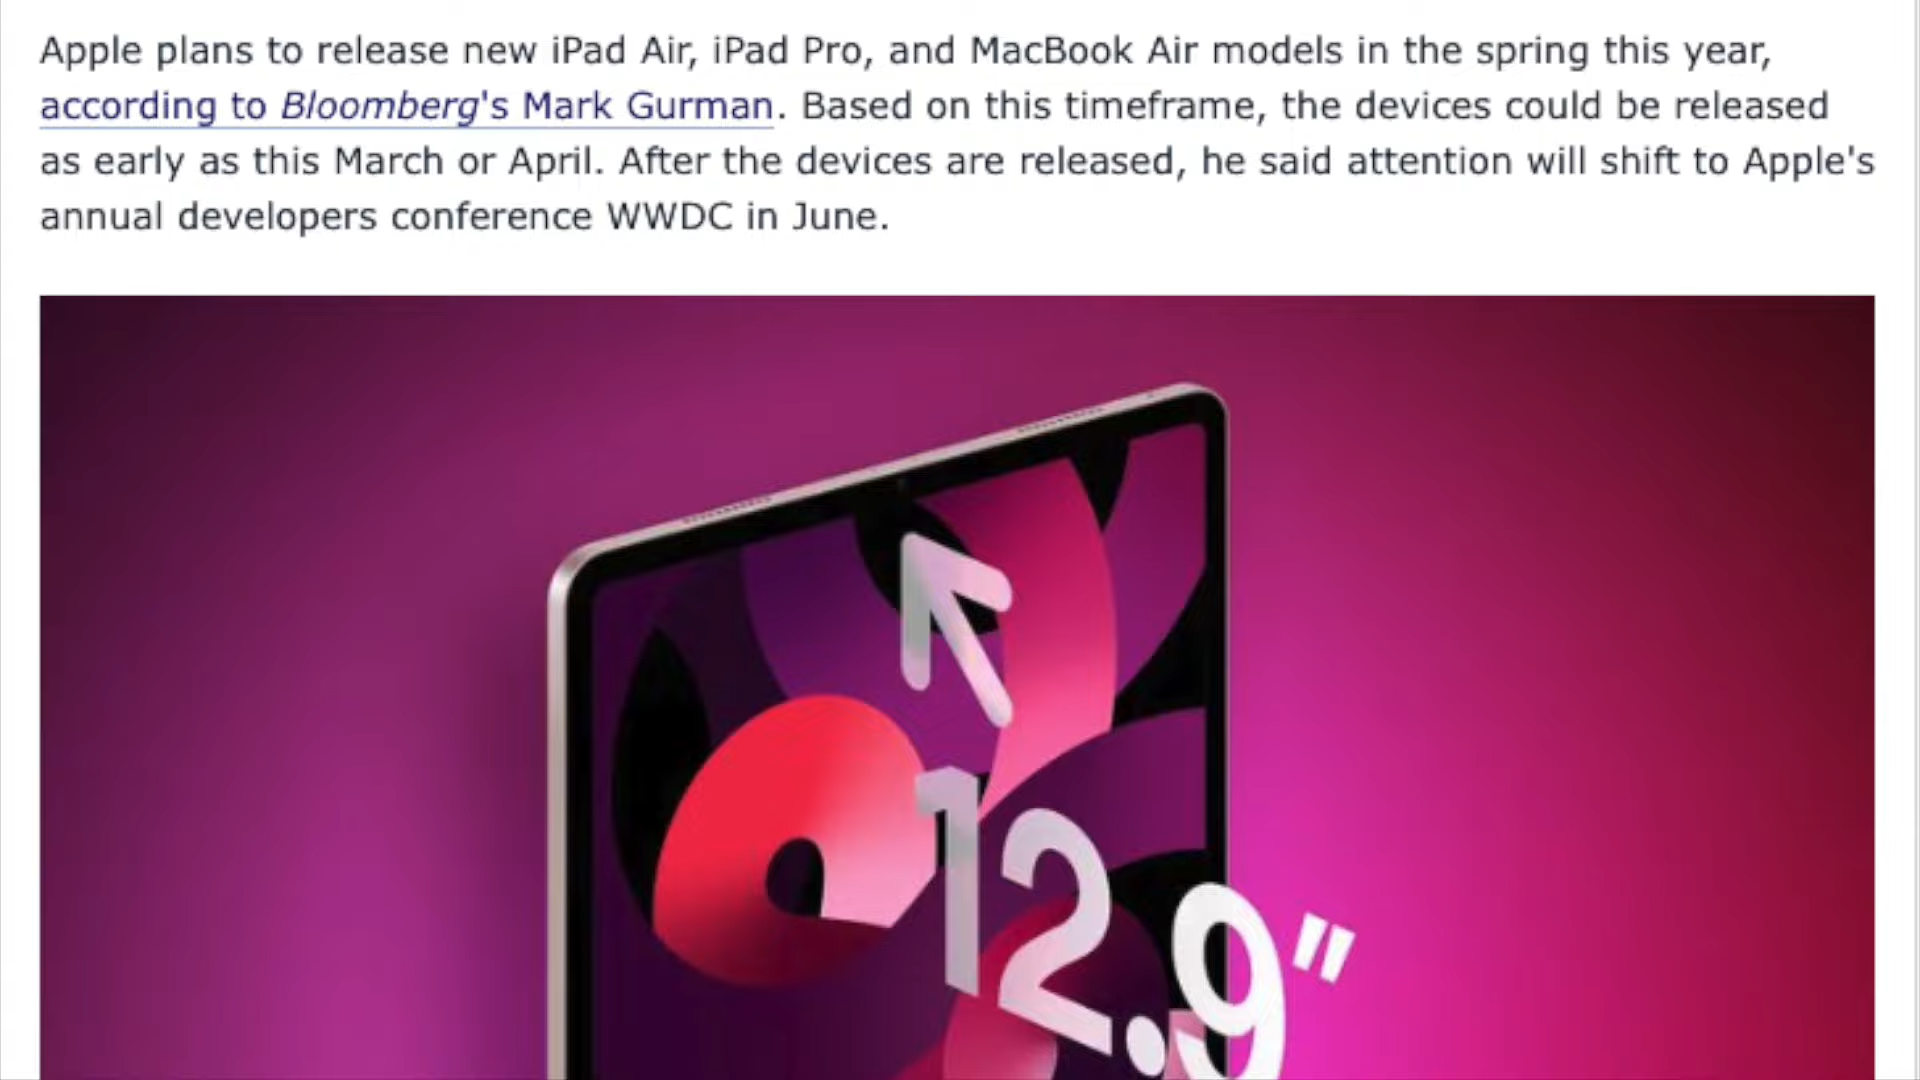 Apple plans to release new iPad Air, iPad Pro, and MacBook Air models in the spring this year,
according to Bloomberg's Mark Gurman. Based on this timeframe, the devices could be released
as early as this March or April. After the devices are released, he said attention will shift to Apple's
annual developers conference WWDC in June.
12.9"